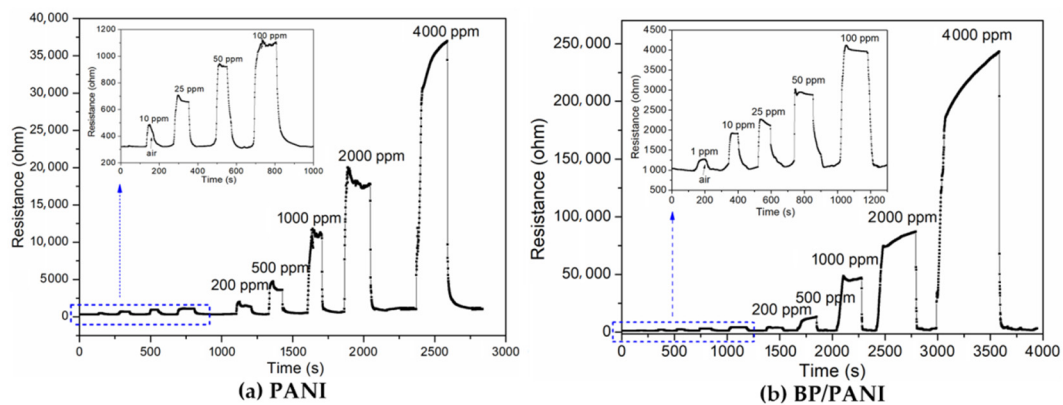 40,000
35,000
30,000
25,000
20,000
15,000
10,000
5000
0
Resistance (ohm)
0 500 1000 1500 2000 2500 3000
Time (s)
200 ppm
500 ppm
1000 ppm
2000 ppm
4000 ppm
1200
1000
800
600
400
200
Resistance (ohm)
0 200 400 600 800 1000
Time (s)
10 ppm
air
25 ppm
50 ppm
100 ppm
(a) PANI
250, 000
200, 000
150, 000
100, 000
50, 000
0
Resistance (ohm)
0 500 1000 1500 2000 2500 3000 3500 4000
Time (s)
200 ppm
500 ppm
1000 ppm
2000 ppm
4000 ppm
4500
4000
3500
3000
2500
2000
1500
1000
500
Resistance (ohm)
0 200 400 600 800 1000 1200
Time (s)
1 ppm
air
10 ppm
25 ppm
50 ppm
100 ppm
(b) BP/PANI